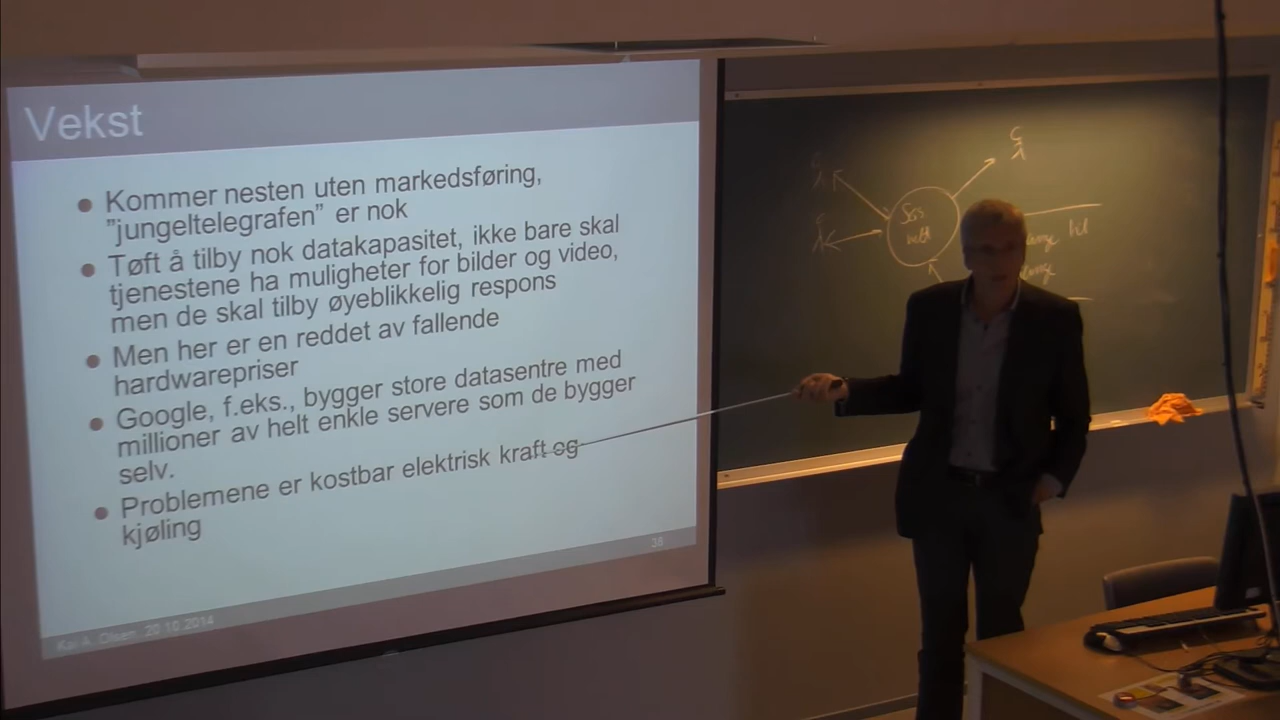 Vekst
Kommer nesten uten markedsføring,
"jungeltelegrafen" er nok
Tøft å tilby nok datakapasitet, ikke bare skal
tjenestene ha muligheter for bilder og video,
men de skal tilby øyeblikkelig respons
Men her er en reddet av fallende
hardwarepriser
Google, f.eks., bygger store datasentre med
millioner av helt enkle servere som de bygger
selv.
Problemene er kostbar elektrisk kraft og
kjøling
38
Kai A. Olsen, 20.10.2014